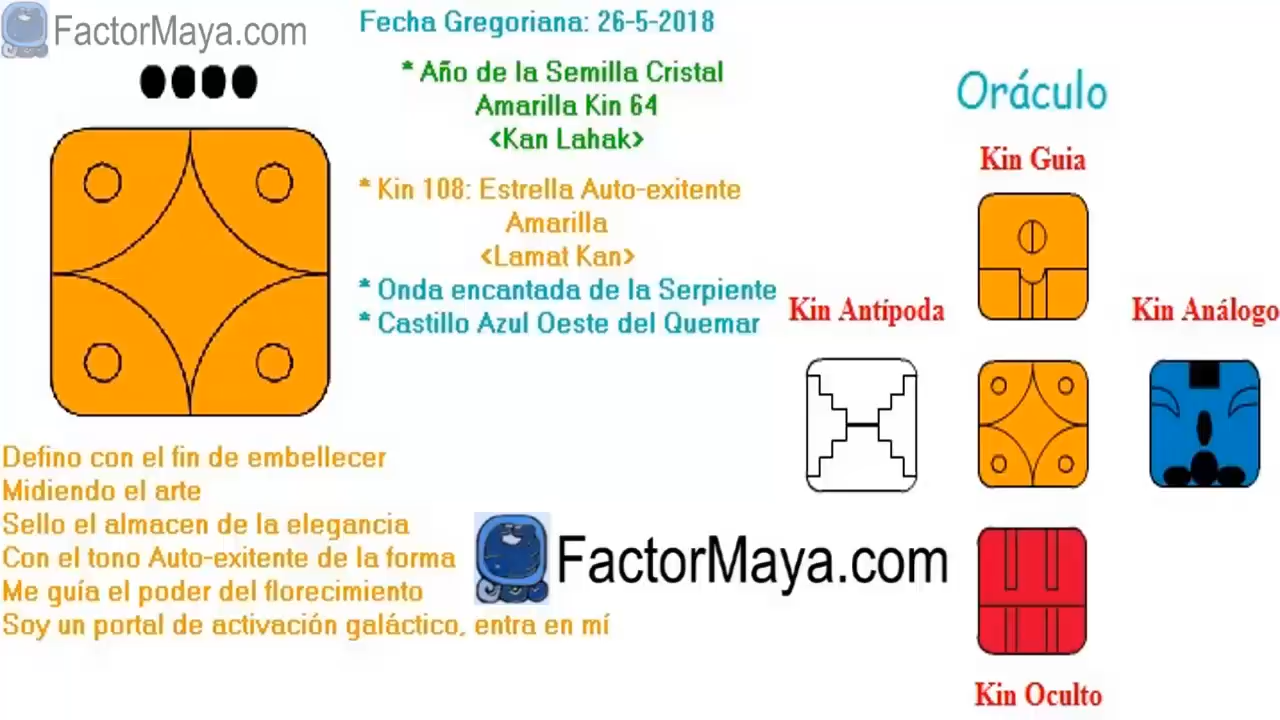 FactorMaya.com
Fecha Gregoriana: 26-5-2018
* Año de la Semilla Cristal
Amarilla Kin 64
<Kan Lahak>
* Kin 108: Estrella Auto-exitente
Amarilla
<Lamat Kan>
* Onda encantada de la Serpiente
* Castillo Azul Oeste del Quemar
Oráculo
Kin Guia
Kin Antípoda
Kin Análogo
Kin Oculto
Defino con el fin de embellecer
Midiendo el arte
Sello el almacen de la elegancia
Con el tono Auto-exitente de la forma
Me guía el poder del florecimiento
Soy un portal de activación galáctico, entra en mí
FactorMaya.com